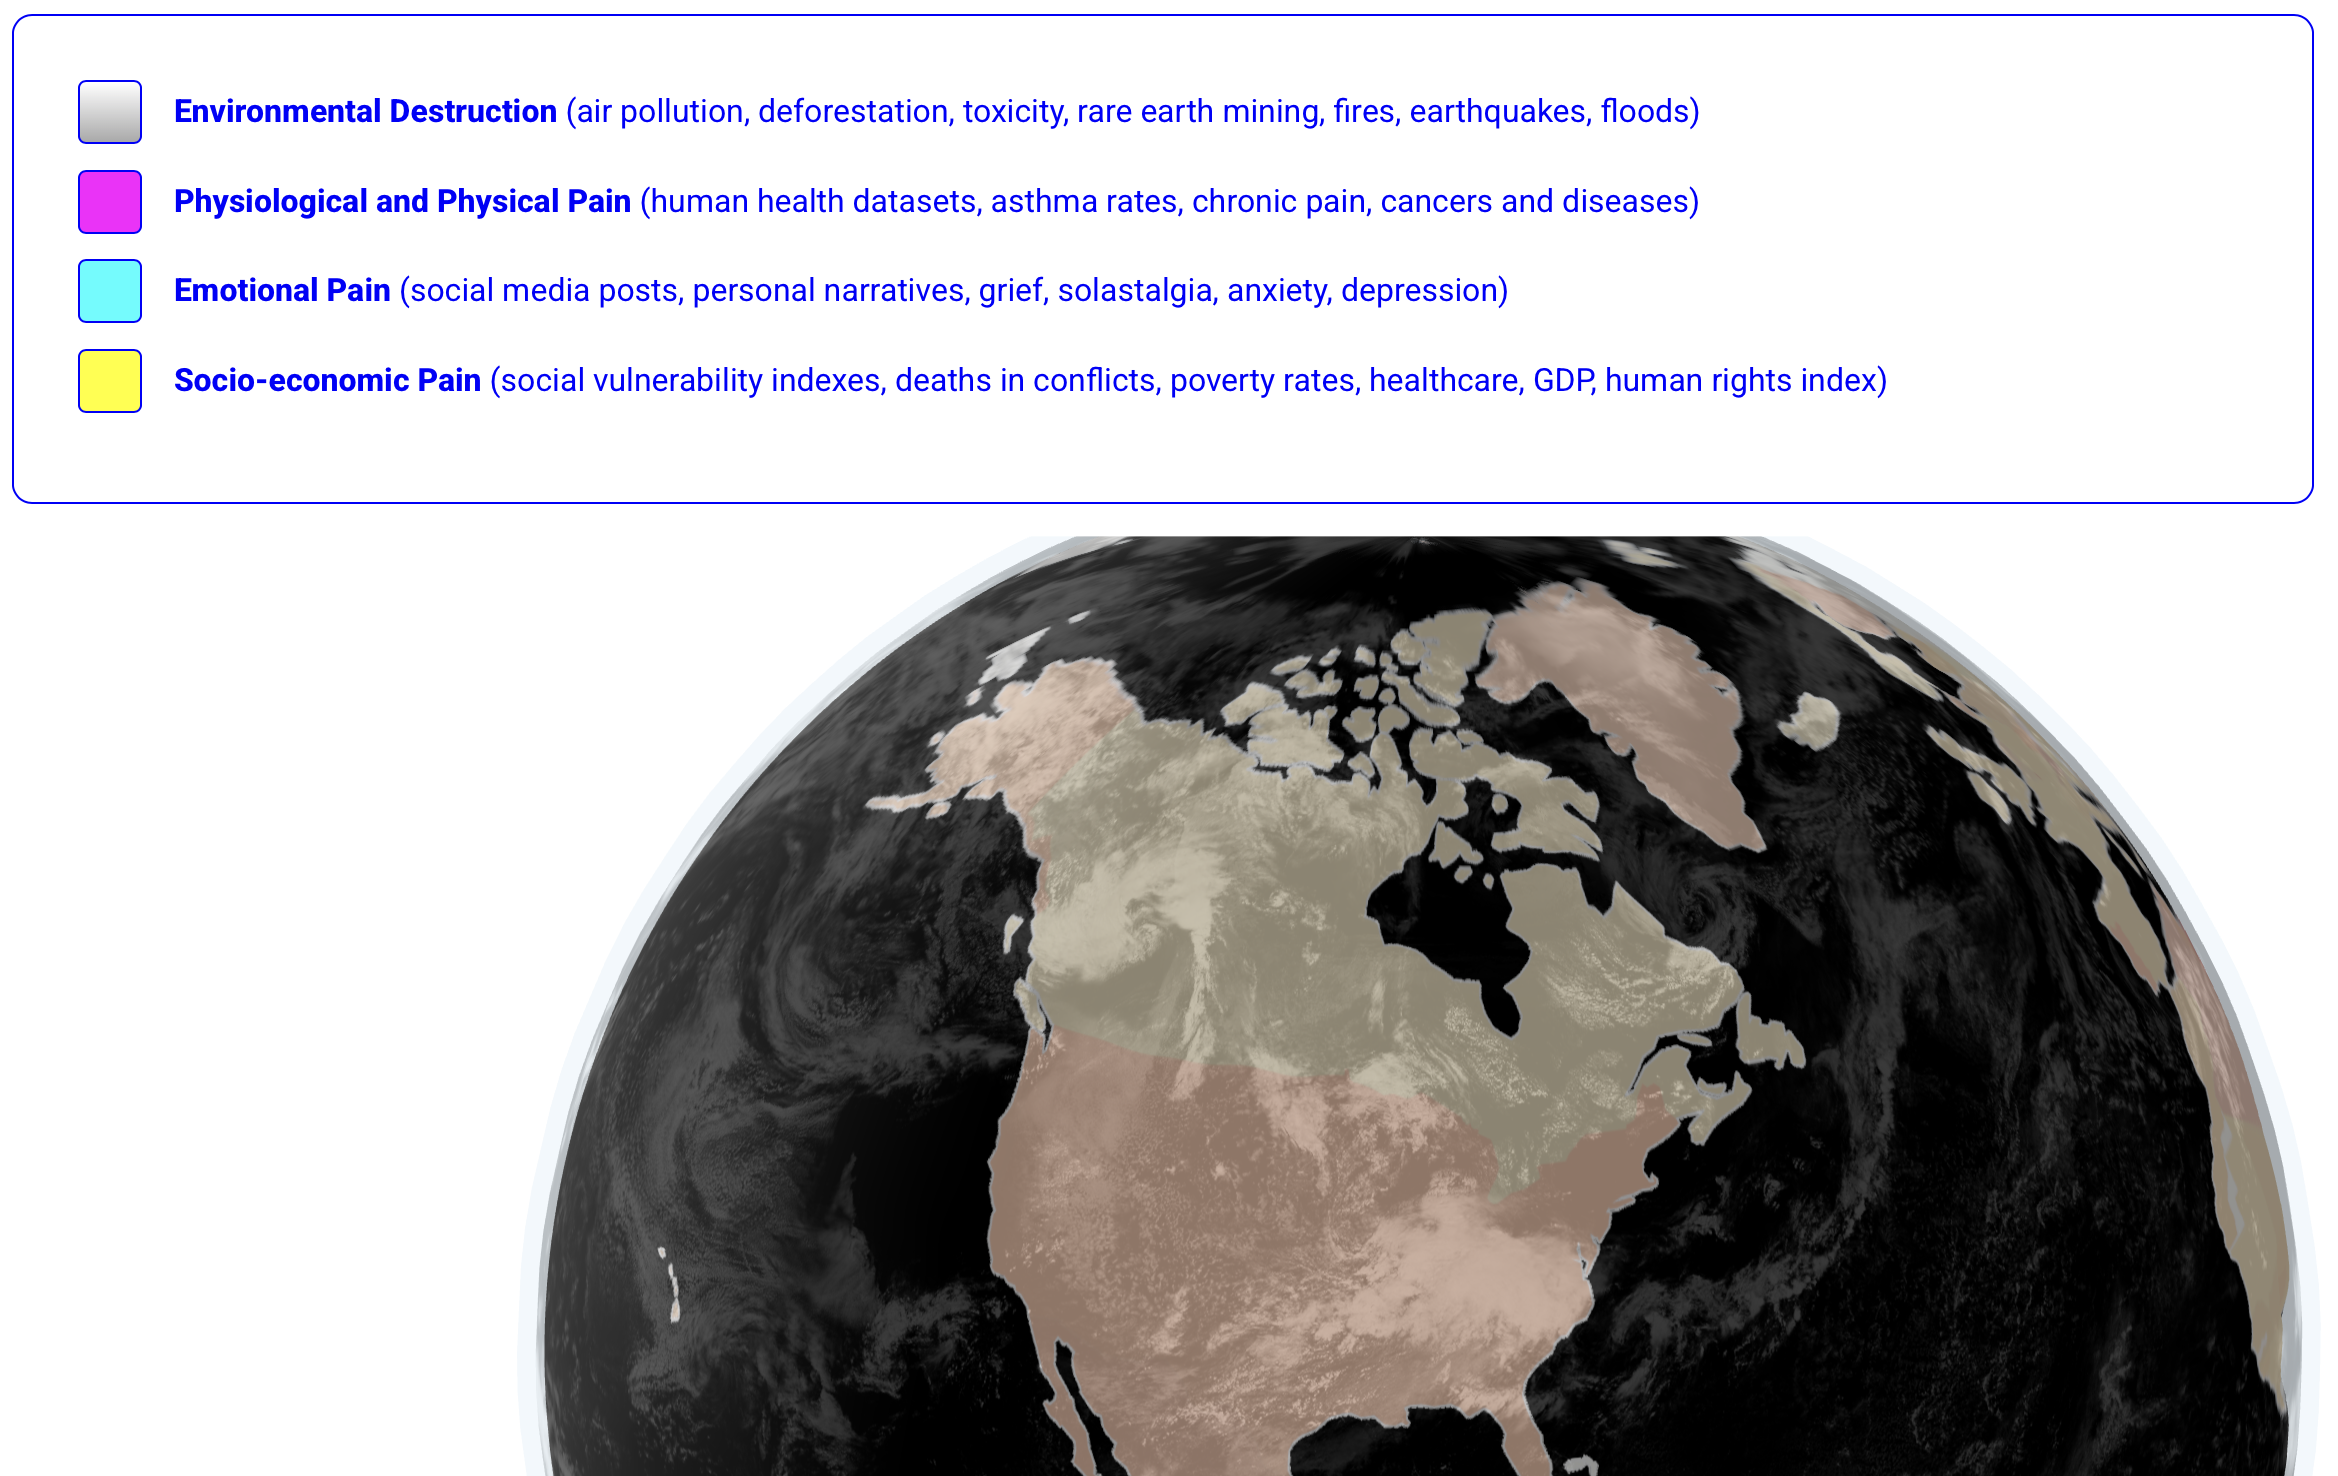 Environmental Destruction (air pollution, deforestation, toxicity, rare earth mining, fires, earthquakes, floods)
Physiological and Physical Pain (human health datasets, asthma rates, chronic pain, cancers and diseases)
Emotional Pain (social media posts, personal narratives, grief, solastalgia, anxiety, depression)
Socio-economic Pain (social vulnerability indexes, deaths in conflicts, poverty rates, healthcare, GDP, human rights index)